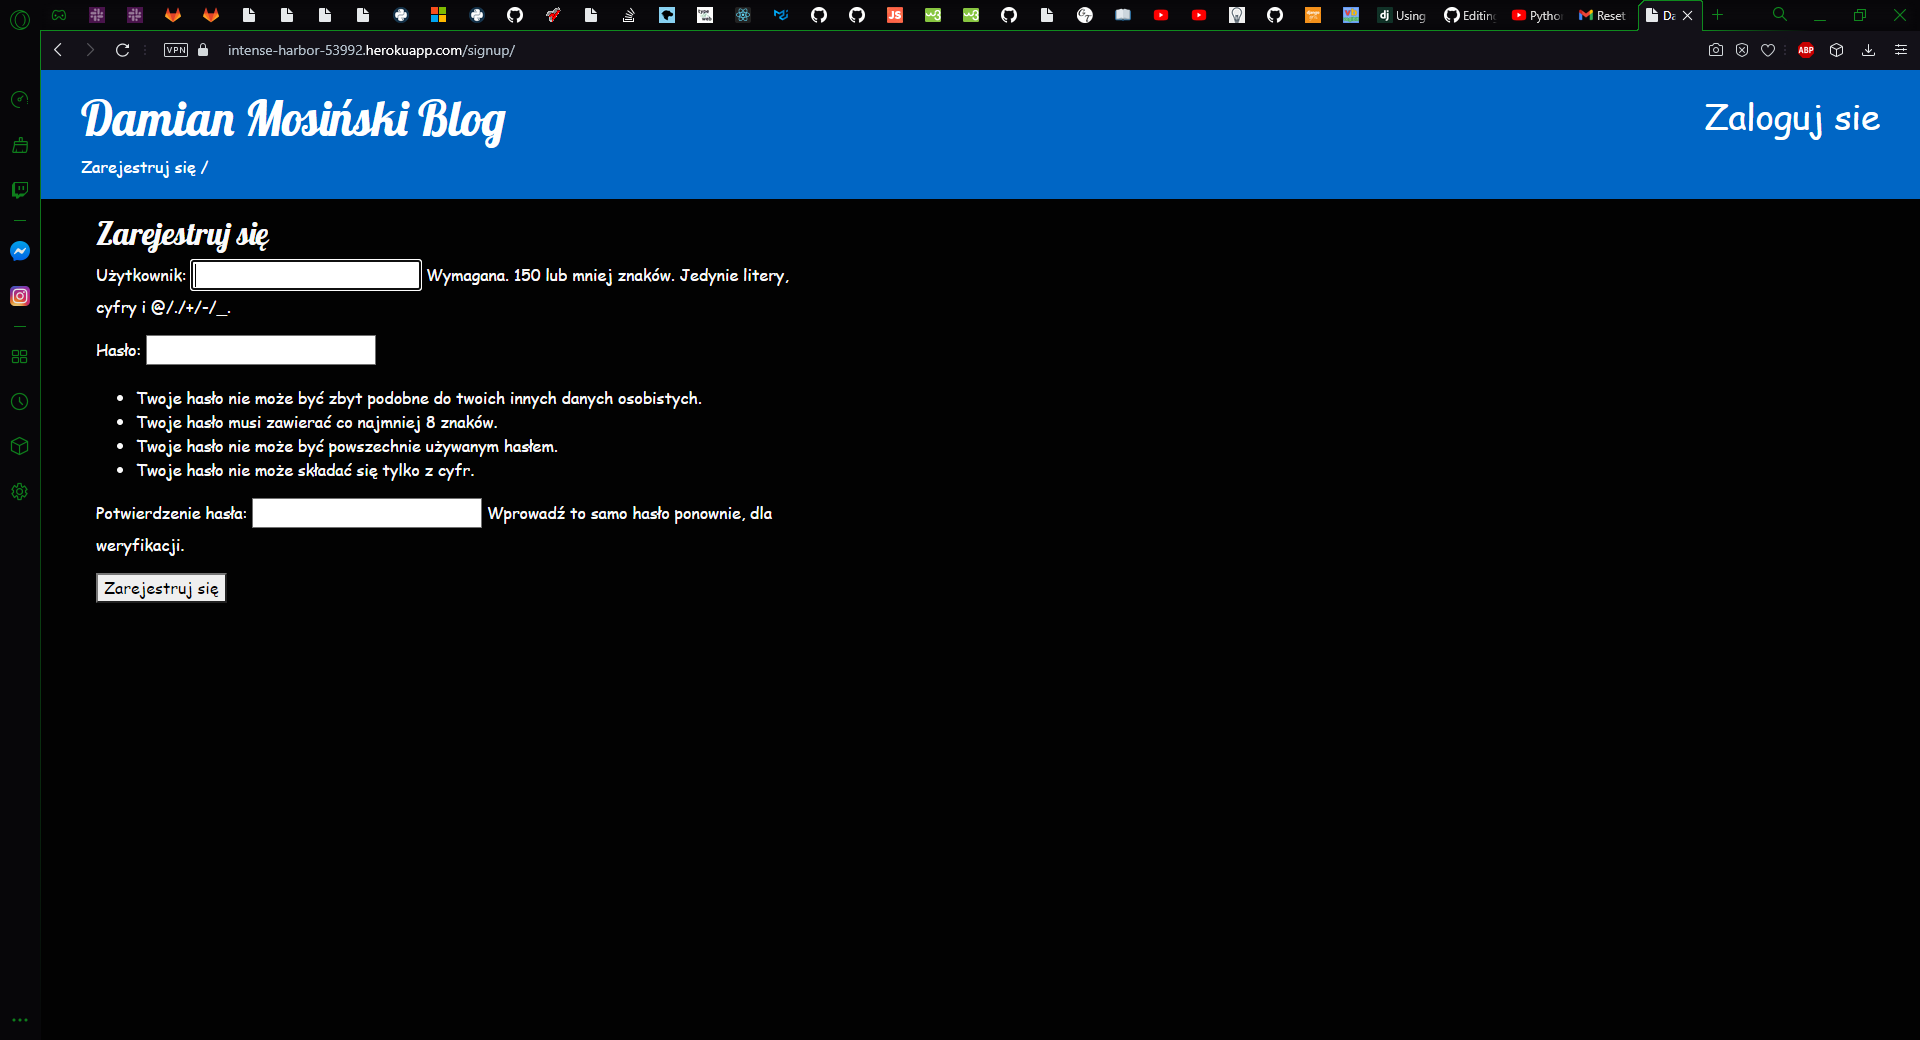 Using
Editing
Python
Reset
Da
VPN
intense-harbor-53992.herokuapp.com/signup/
ABP
Damian Mosiński Blog
Zaloguj sie
Zarejestruj się /
Zarejestruj się
Użytkownik: Wymagana. 150 lub mniej znaków. Jedynie litery,
cyfry i @/./+/-/_.
Hasło:
Twoje hasło nie może być zbyt podobne do twoich innych danych osobistych.
Twoje hasło musi zawierać co najmniej 8 znaków.
Twoje hasło nie może być powszechnie używanym hasłem.
Twoje hasło nie może składać się tylko z cyfr.
Potwierdzenie hasła: Wprowadź to samo hasło ponownie, dla
weryfikacji.
Zarejestruj się